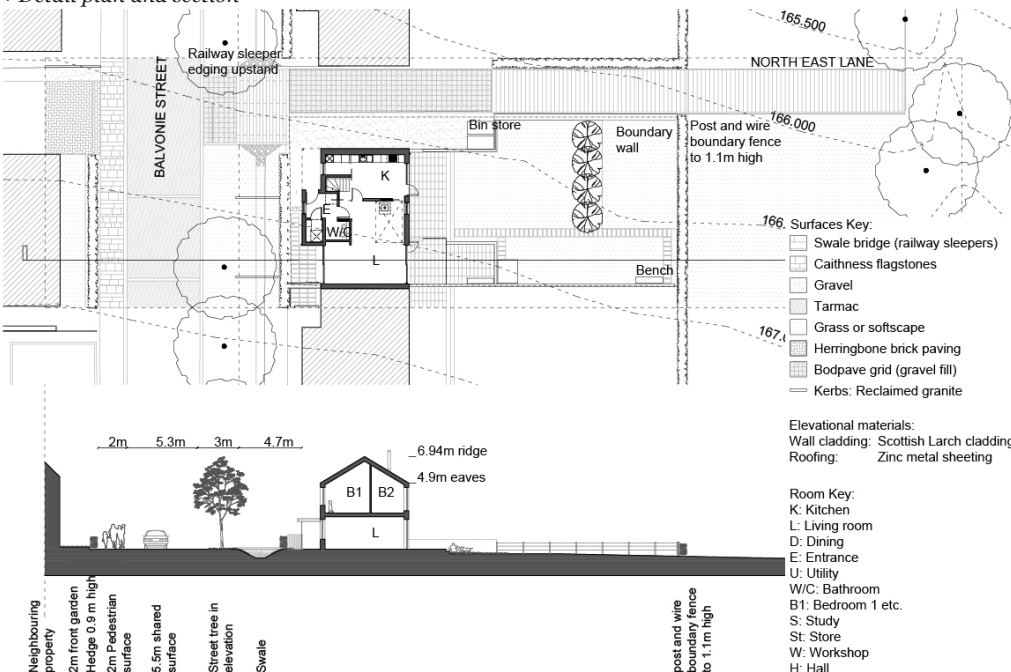 Detail plan and section
165.500
Railway sleeper
edging upstand
NORTH EAST LANE
BALVONIE STREET
166.000
Bin store
Boundary
wall
Post and wire
boundary fence
to 1.1m high
K
E
W/C
L
166.
Bench
167.
Surfaces Key:
Swale bridge (railway sleepers)
Caithness flagstones
Gravel
Tarmac
Grass or softscape
Herringbone brick paving
Bodpave grid (gravel fill)
Kerbs: Reclaimed granite
Elevational materials:
Wall cladding: Scottish Larch cladding
Roofing: Zinc metal sheeting
Room Key:
K: Kitchen
L: Living room
D: Dining
E: Entrance
U: Utility
W/C: Bathroom
B1: Bedroom 1 etc.
S: Study
St: Store
W: Workshop
H: Hall
2m 5.3m 3m 4.7m
6.94m ridge
4.9m eaves
B1 B2
L
Neighbouring
property
2m front garden
Hedge 0.9 m high
2m Pedestrian
surface
5.5m shared
surface
Street tree in
elevation
Swale
post and wire
boundary fence
to 1.1m high